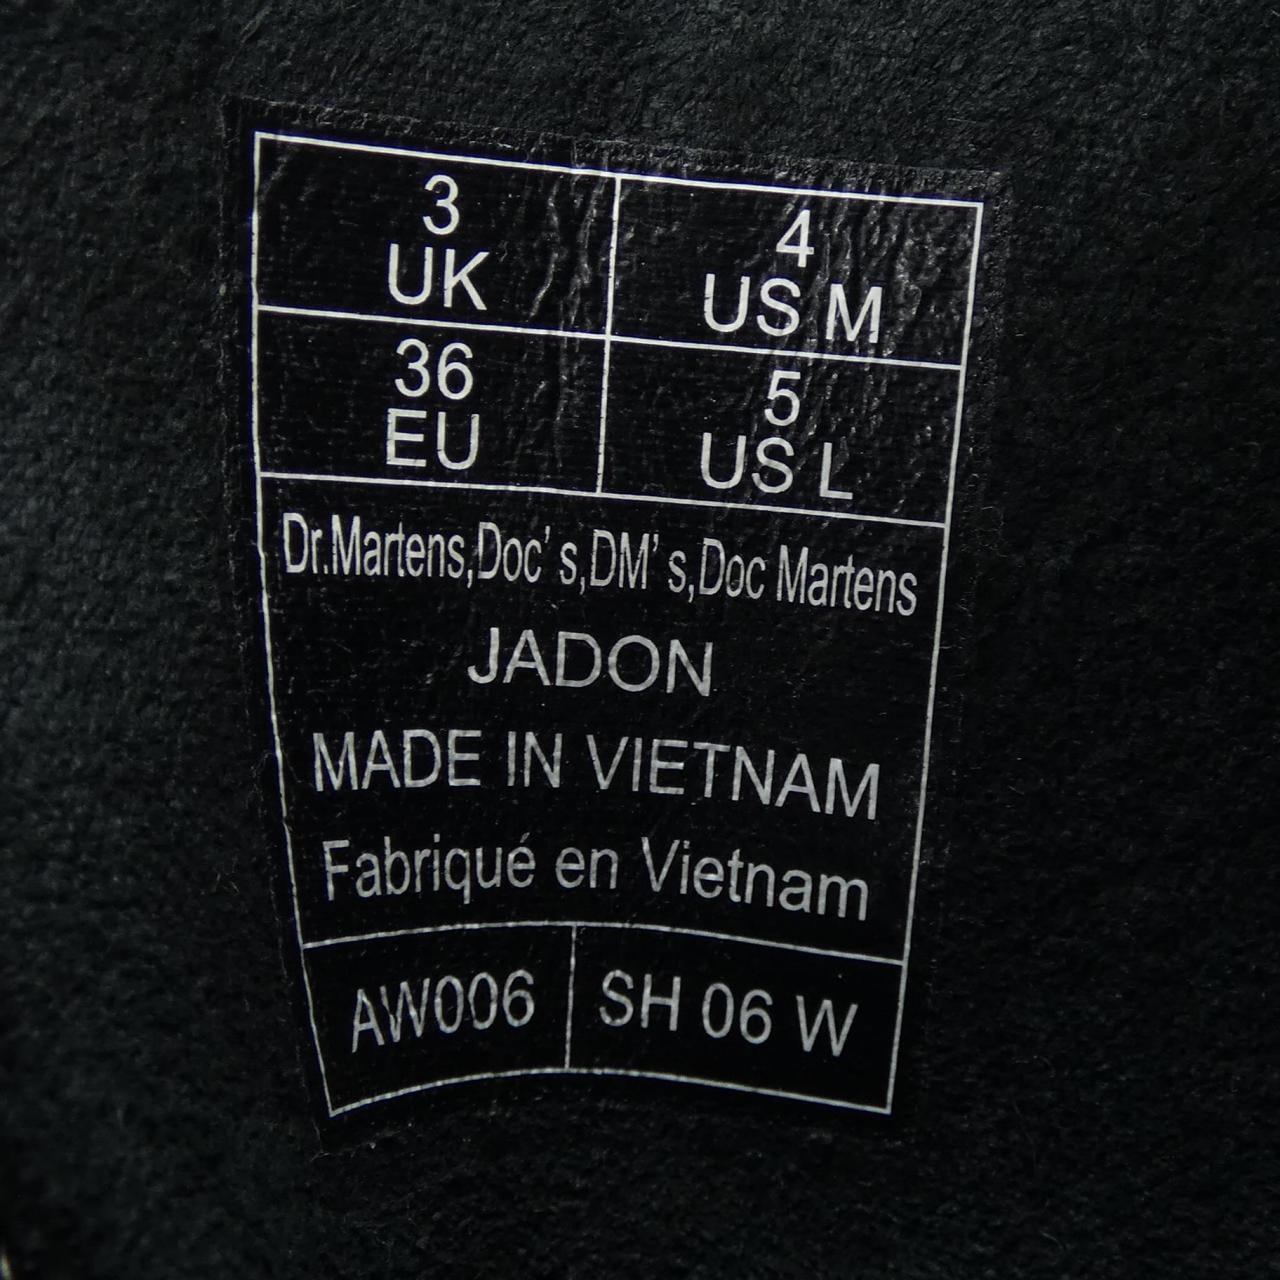 3
UK
4
US M
36
EU
5
US L
Dr.Martens,Doc's,DM's,Doc Martens
JADON
MADE IN VIETNAM
Fabriqué en Vietnam
AW006
SH 06 W